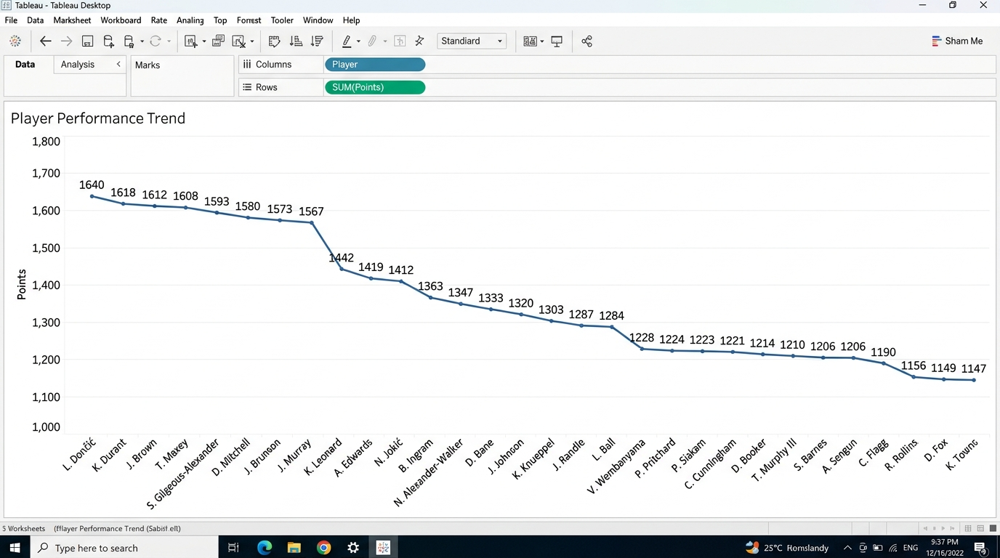 Tableau - Tableau Desktop
File Data Marksheet Workboard Rate Analing Top Forrest Tooler Window Help
Standard
Sham Me
Data Analysis Marks
Columns Player
Rows SUM(Points)
Player Performance Trend
1,800
1,700
1,600
1,500
1,400
1,300
1,200
1,100
1,000
Points
1640 1618 1612 1608 1593 1580 1573 1567 1442 1419 1412 1363 1347 1333 1320 1303 1287 1284 1228 1224 1223 1221 1214 1210 1206 1206 1190 1156 1149 1147
L. Dončić
K. Durant
J. Brown
T. Maxey
S. Gilgeous-Alexander
D. Mitchell
J. Brunson
J. Murray
K. Leonard
A. Edwards
N. Jokić
B. Ingram
N. Alexander-Walker
D. Bane
J. Johnson
K. Knueppel
J. Randle
L. Ball
V. Wembanyama
P. Pritchard
P. Siakam
C. Cunningham
D. Booker
T. Murphy III
S. Barnes
A. Sengun
C. Flagg
R. Rollins
D. Fox
K. Towns
5 Worksheets Performance Trend
Type here to search
25°C Romslandy
ENG
9:37 PM
12/16/2022